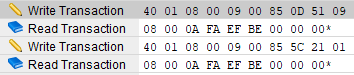 Write Transaction 40 01 08 00 09 00 85 0D 51 09
Read Transaction 08 00 0A FA EF BE 00 00 00*
Write Transaction 40 01 08 00 09 00 85 5C 21 01
Read Transaction 08 00 0A FA EF BE 00 00 00*